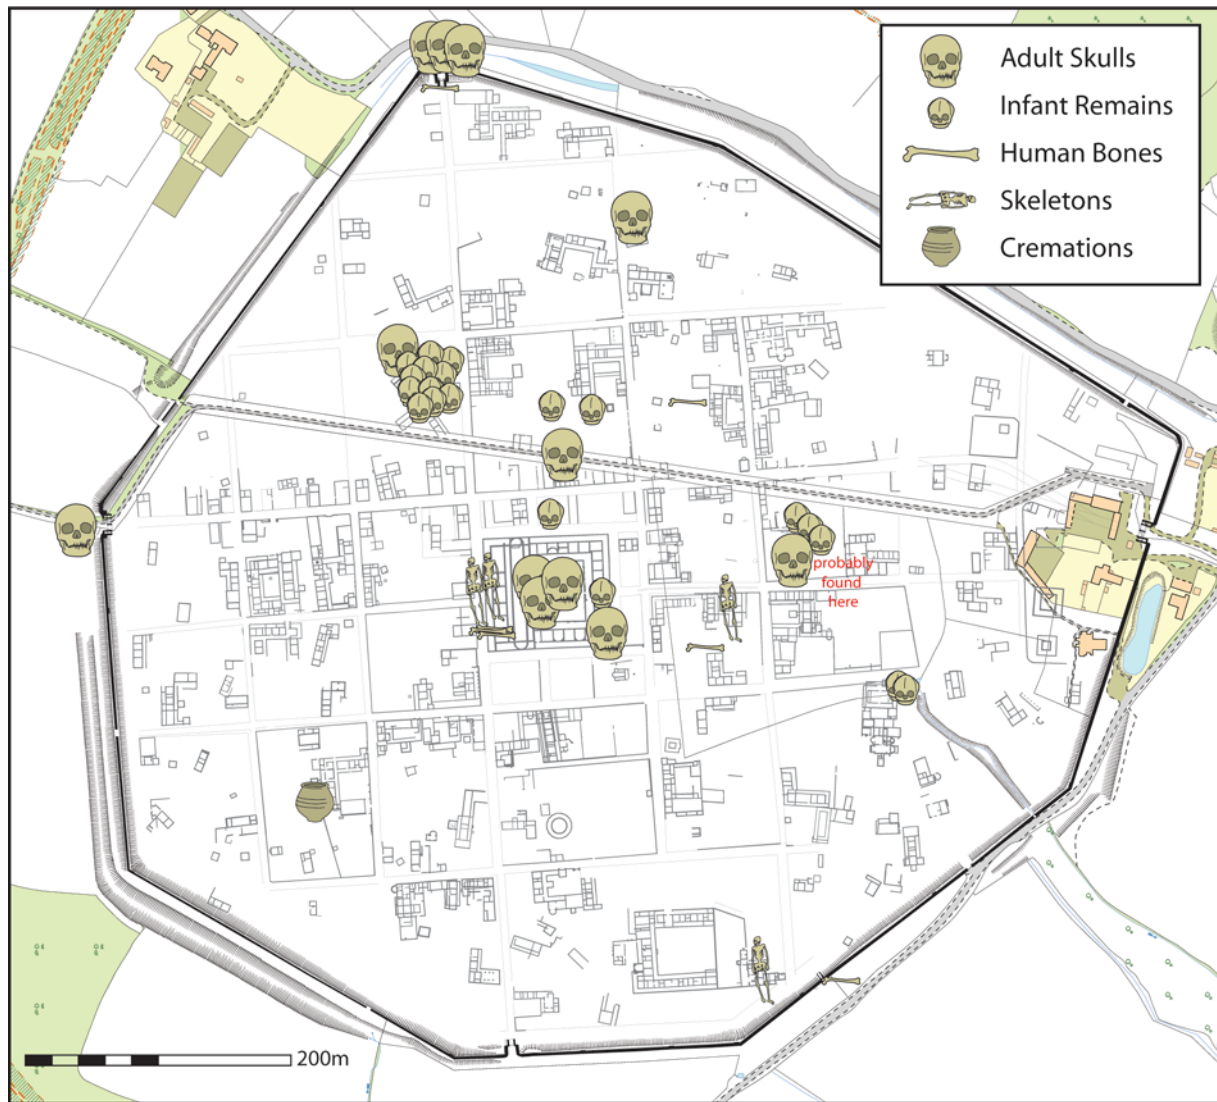 Adult Skulls
Infant Remains
Human Bones
Skeletons
Cremations
probably
found
here
200m